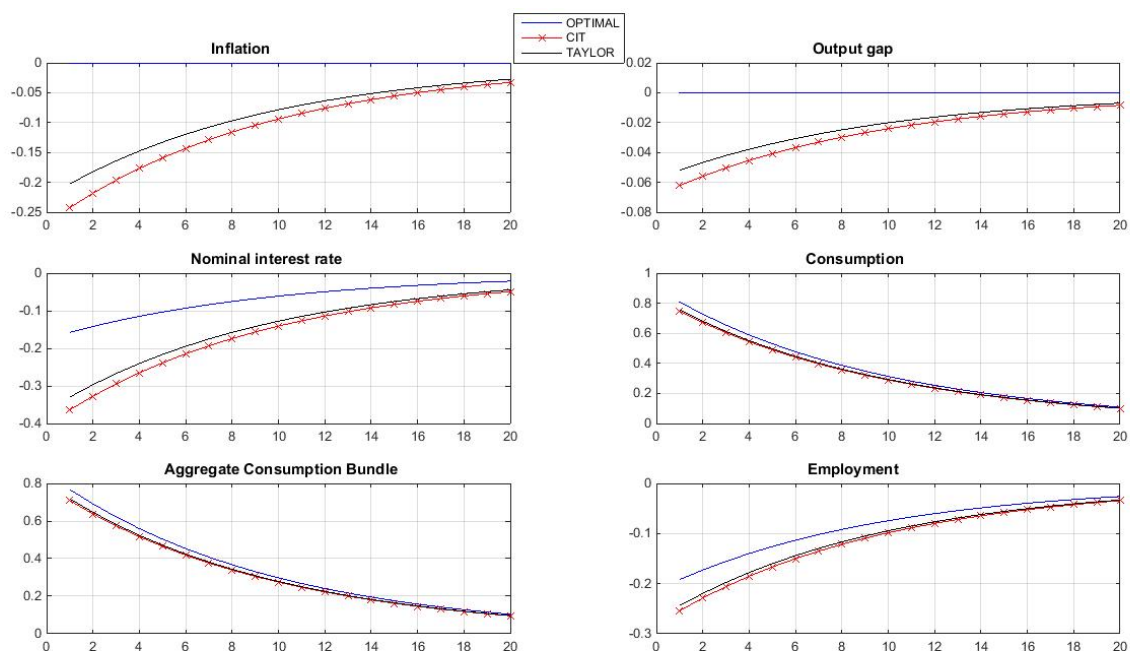 OPTIMAL
CIT
TAYLOR
Inflation
0
-0.05
-0.1
-0.15
-0.2
-0.25
0 2 4 6 8 10 12 14 16 18 20
Output gap
0.02
0
-0.02
-0.04
-0.06
-0.08
0 2 4 6 8 10 12 14 16 18 20
Nominal interest rate
0
-0.1
-0.2
-0.3
-0.4
0 2 4 6 8 10 12 14 16 18 20
Consumption
1
0.8
0.6
0.4
0.2
0
0 2 4 6 8 10 12 14 16 18 20
Aggregate Consumption Bundle
0.8
0.6
0.4
0.2
0
0 2 4 6 8 10 12 14 16 18 20
Employment
0
-0.1
-0.2
-0.3
0 2 4 6 8 10 12 14 16 18 20